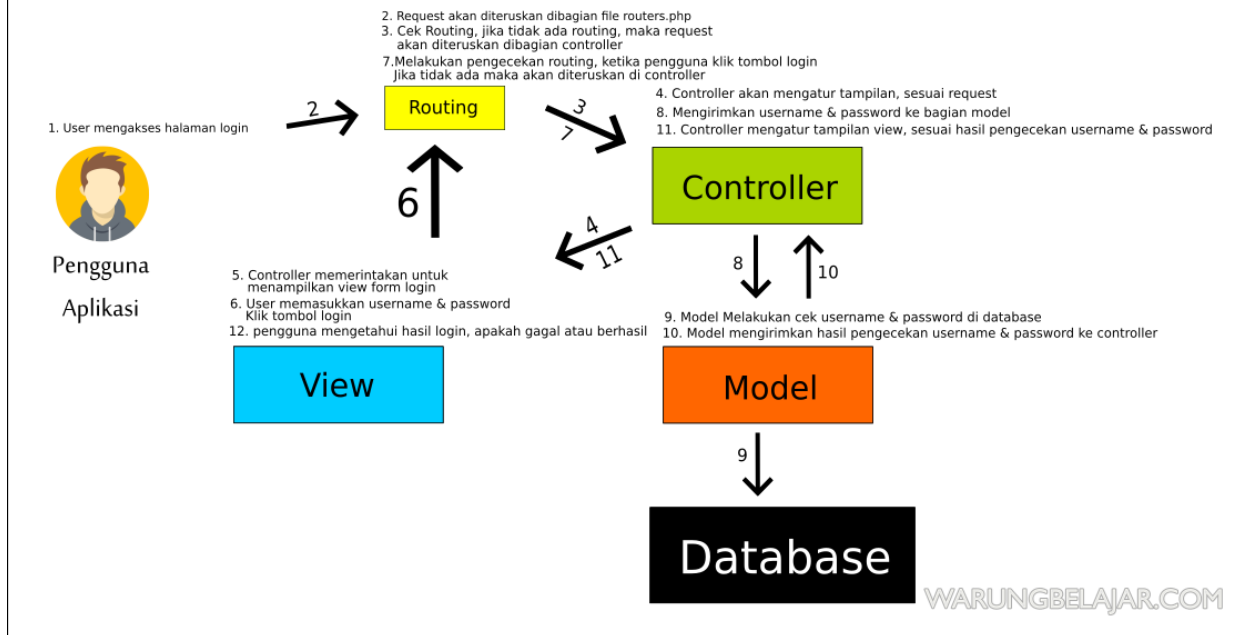 2. Request akan diteruskan dibagian file routers.php
3. Cek Routing, jika tidak ada routing, maka request
akan diteruskan dibagian controller
7.Melakukan pengecekan routing, ketika pengguna klik tombol login
Jika tidak ada maka akan diteruskan di controller
1. User mengakses halaman login
2
Routing
3
7
4. Controller akan mengatur tampilan, sesuai request
8. Mengirimkan username & password ke bagian model
11. Controller mengatur tampilan view, sesuai hasil pengecekan username & password
Controller
Pengguna
Aplikasi
6
4
11
8
10
5. Controller memerintakan untuk
menampilkan view form login
6. User memasukkan username & password
Klik tombol login
12. pengguna mengetahui hasil login, apakah gagal atau berhasil
View
9. Model Melakukan cek username & password di database
10. Model mengirimkan hasil pengecekan username & password ke controller
Model
9
Database
WARUNGBELAJAR.COM